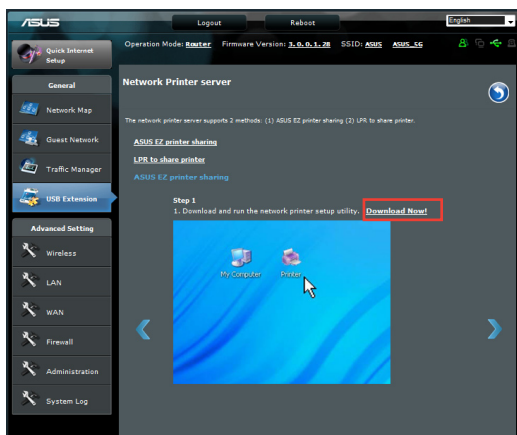 ASUS
Logout
Reboot
English
Quick Internet
Setup
Operation Mode: Router Firmware Version: 3.0.0.1.28 SSID: ASUS ASUS_5G
General
Network Map
Guest Network
Traffic Manager
USB Extension
Advanced Setting
Wireless
LAN
WAN
Firewall
Administration
System Log
Network Printer server
The network printer server supports 2 methods: (1) ASUS EZ printer sharing (2) LPR to share printer.
ASUS EZ printer sharing
LPR to share printer
ASUS EZ printer sharing
Step 1
1. Download and run the network printer setup utility. Download Now!
My Computer
Printer